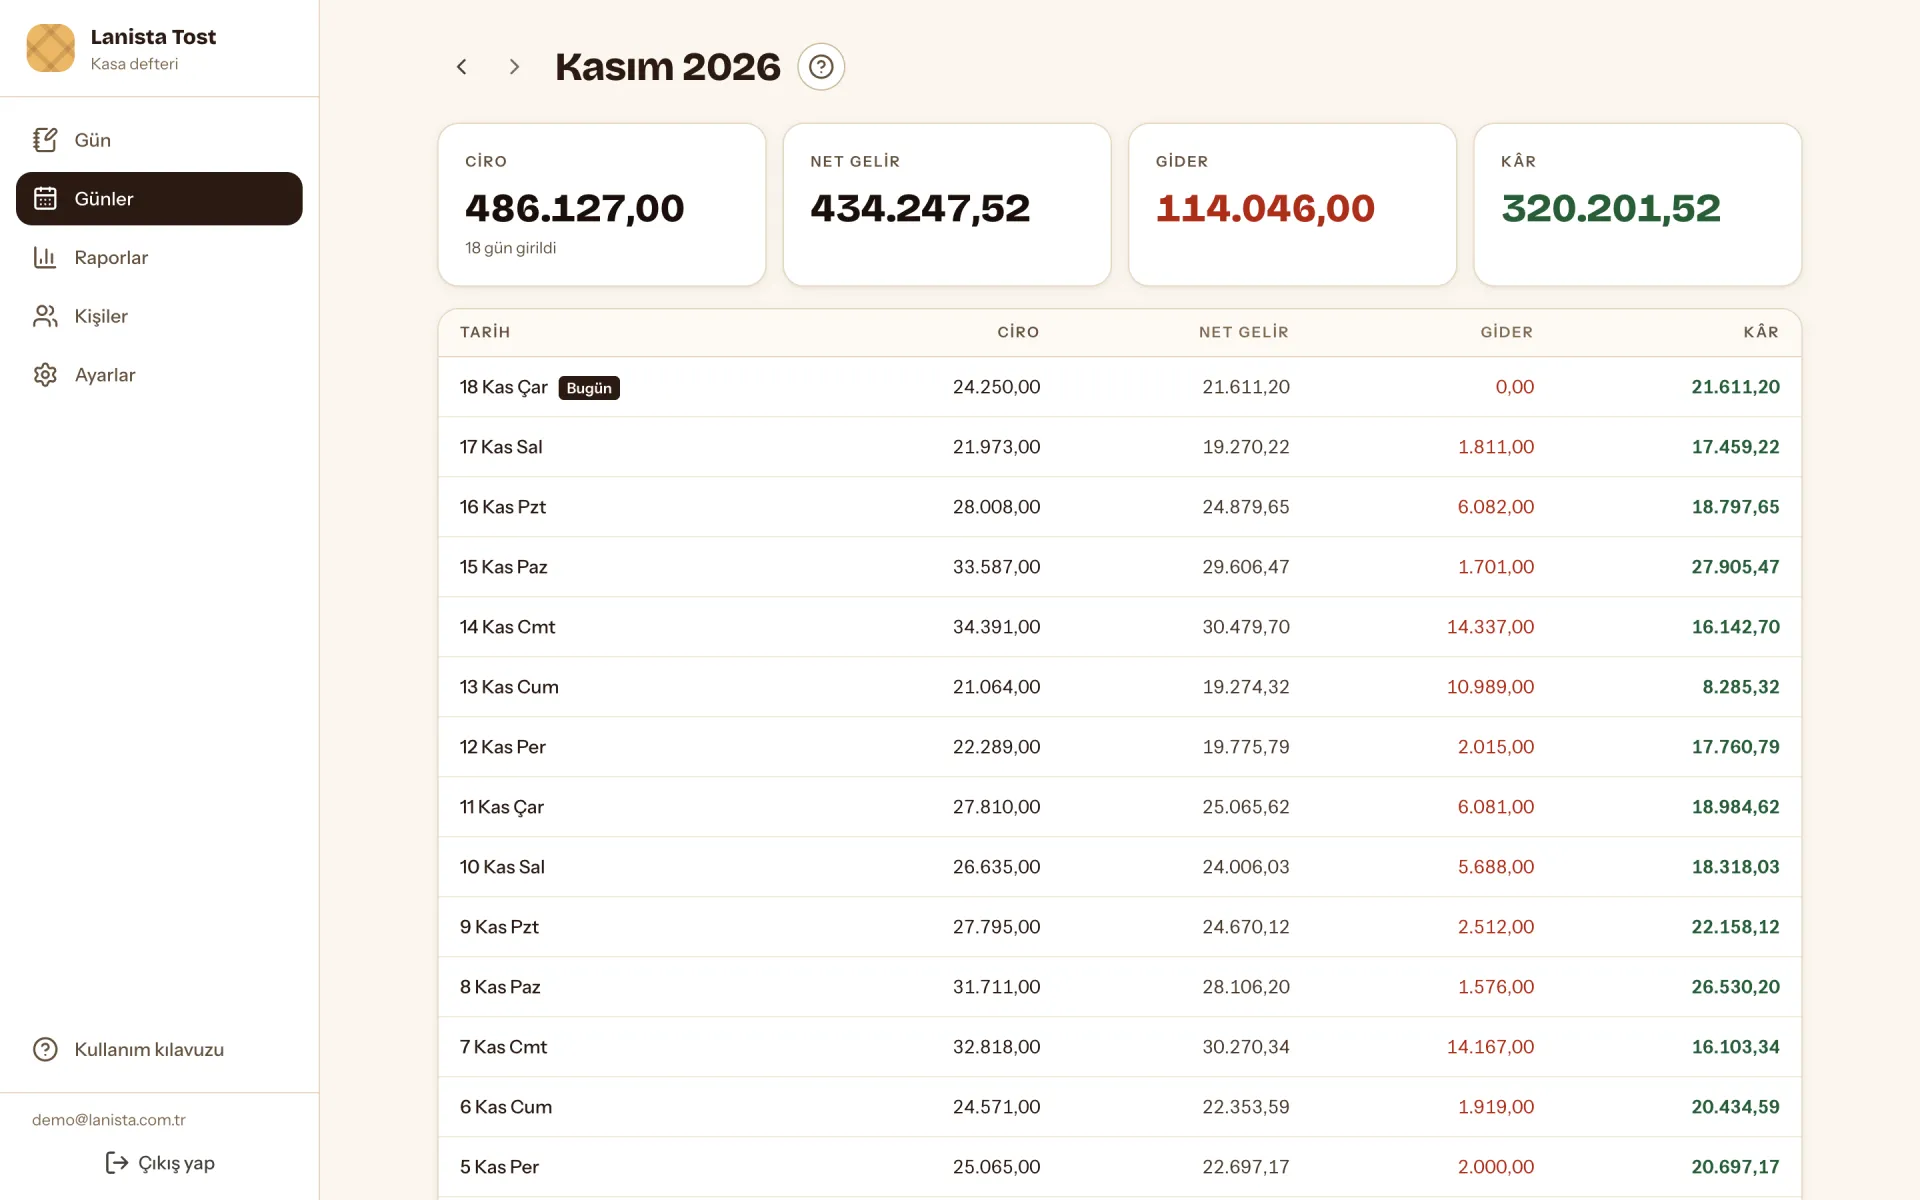 Lanista Tost
Kasa defteri
Gün
Günler
Raporlar
Kişiler
Ayarlar
Kullanım kılavuzu
demo@lanista.com.tr
Çıkış yap
Kasım 2026
CİRO
486.127,00
18 gün girildi
NET GELİR
434.247,52
GİDER
114.046,00
KÂR
320.201,52
TARİH CİRO NET GELİR GİDER KÂR
18 Kas Çar Bugün 24.250,00 21.611,20 0,00 21.611,20
17 Kas Sal 21.973,00 19.270,22 1.811,00 17.459,22
16 Kas Pzt 28.008,00 24.879,65 6.082,00 18.797,65
15 Kas Paz 33.587,00 29.606,47 1.701,00 27.905,47
14 Kas Cmt 34.391,00 30.479,70 14.337,00 16.142,70
13 Kas Cum 21.064,00 19.274,32 10.989,00 8.285,32
12 Kas Per 22.289,00 19.775,79 2.015,00 17.760,79
11 Kas Çar 27.810,00 25.065,62 6.081,00 18.984,62
10 Kas Sal 26.635,00 24.006,03 5.688,00 18.318,03
9 Kas Pzt 27.795,00 24.670,12 2.512,00 22.158,12
8 Kas Paz 31.711,00 28.106,20 1.576,00 26.530,20
7 Kas Cmt 32.818,00 30.270,34 14.167,00 16.103,34
6 Kas Cum 24.571,00 22.353,59 1.919,00 20.434,59
5 Kas Per 25.065,00 22.697,17 2.000,00 20.697,17